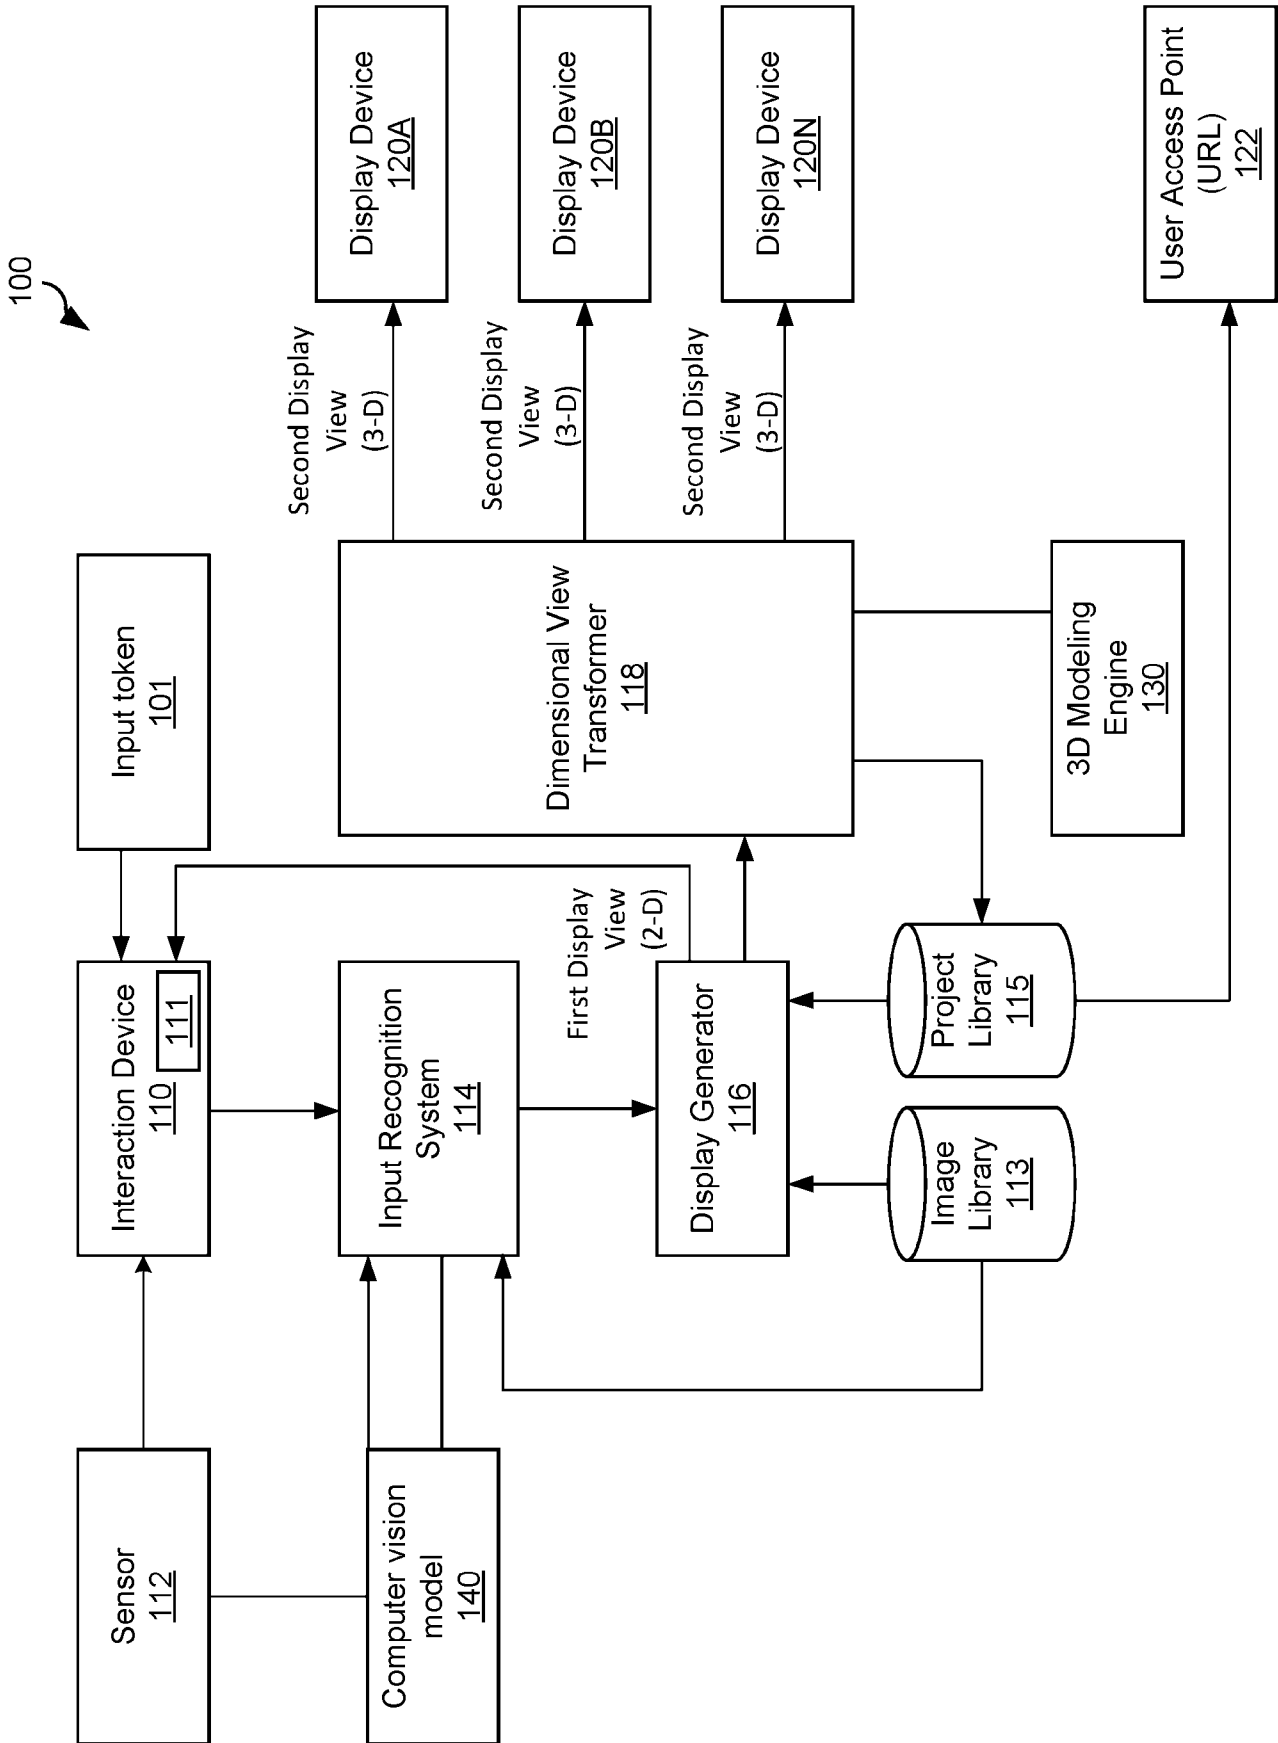 100
Sensor
112
Interaction Device
110
111
Input token
101
Computer vision
model
140
Input Recognition
System
114
First Display
View
(2-D)
Display Generator
116
Image
Library
113
Project
Library
115
Dimensional View
Transformer
118
3D Modeling
Engine
130
Second Display
View
(3-D)
Second Display
View
(3-D)
Second Display
View
(3-D)
Display Device
120A
Display Device
120B
Display Device
120N
User Access Point
(URL)
122